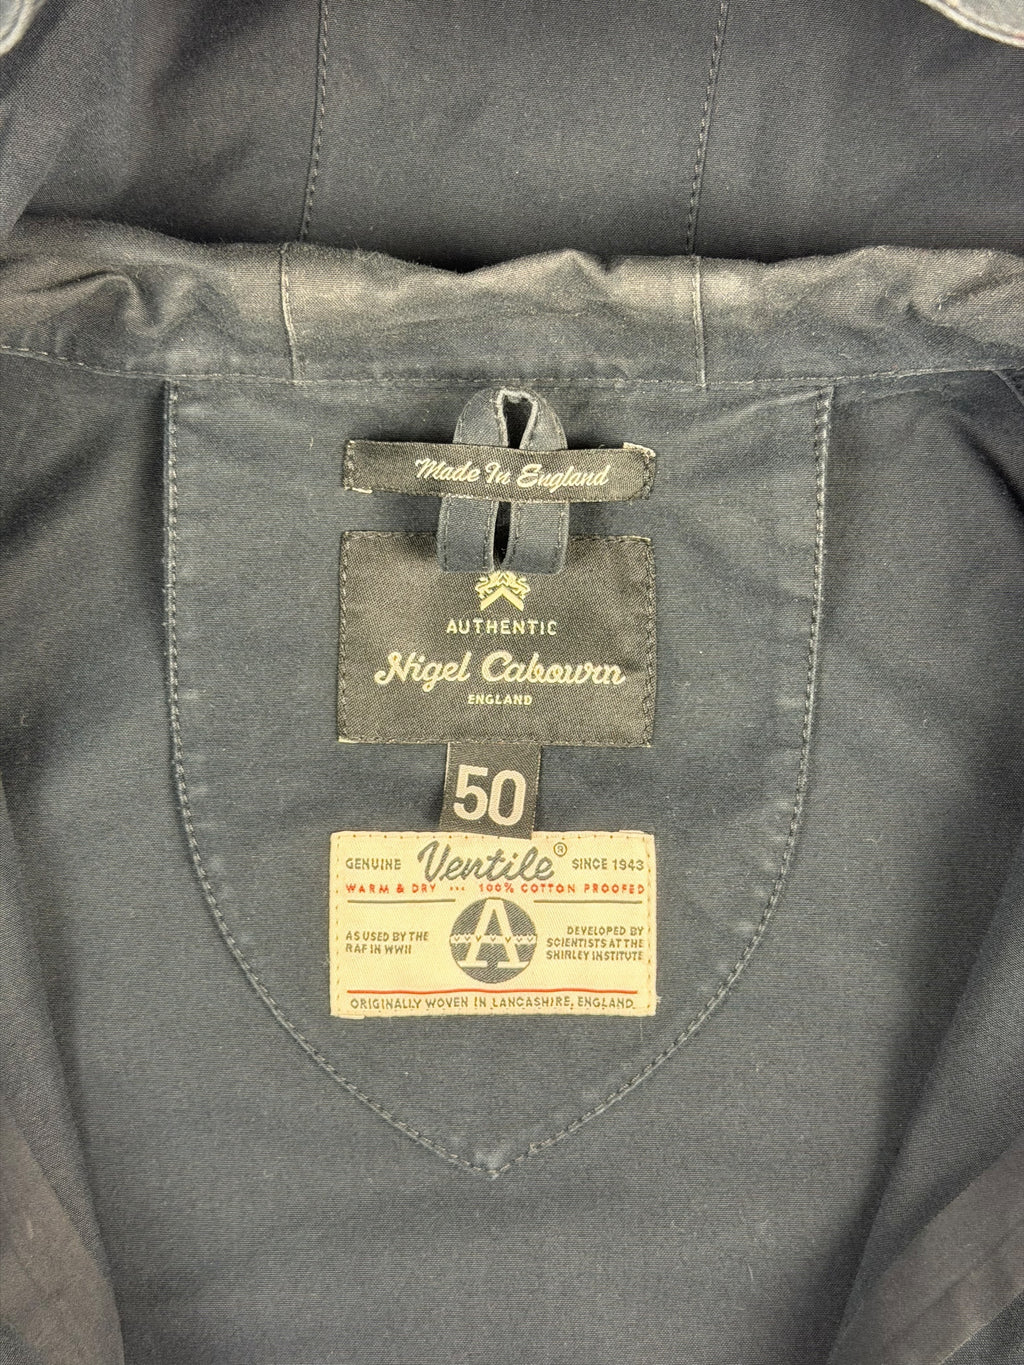 Made In England
AUTHENTIC
Nigel Cabourn
ENGLAND
50
GENUINE Ventile® SINCE 1943
WARM & DRY ... 100% COTTON PROOFED
A
AS USED BY THE
RAF IN WWII
DEVELOPED BY
SCIENTISTS AT THE
SHIRLEY INSTITUTE
ORIGINALLY WOVEN IN LANCASHIRE, ENGLAND.